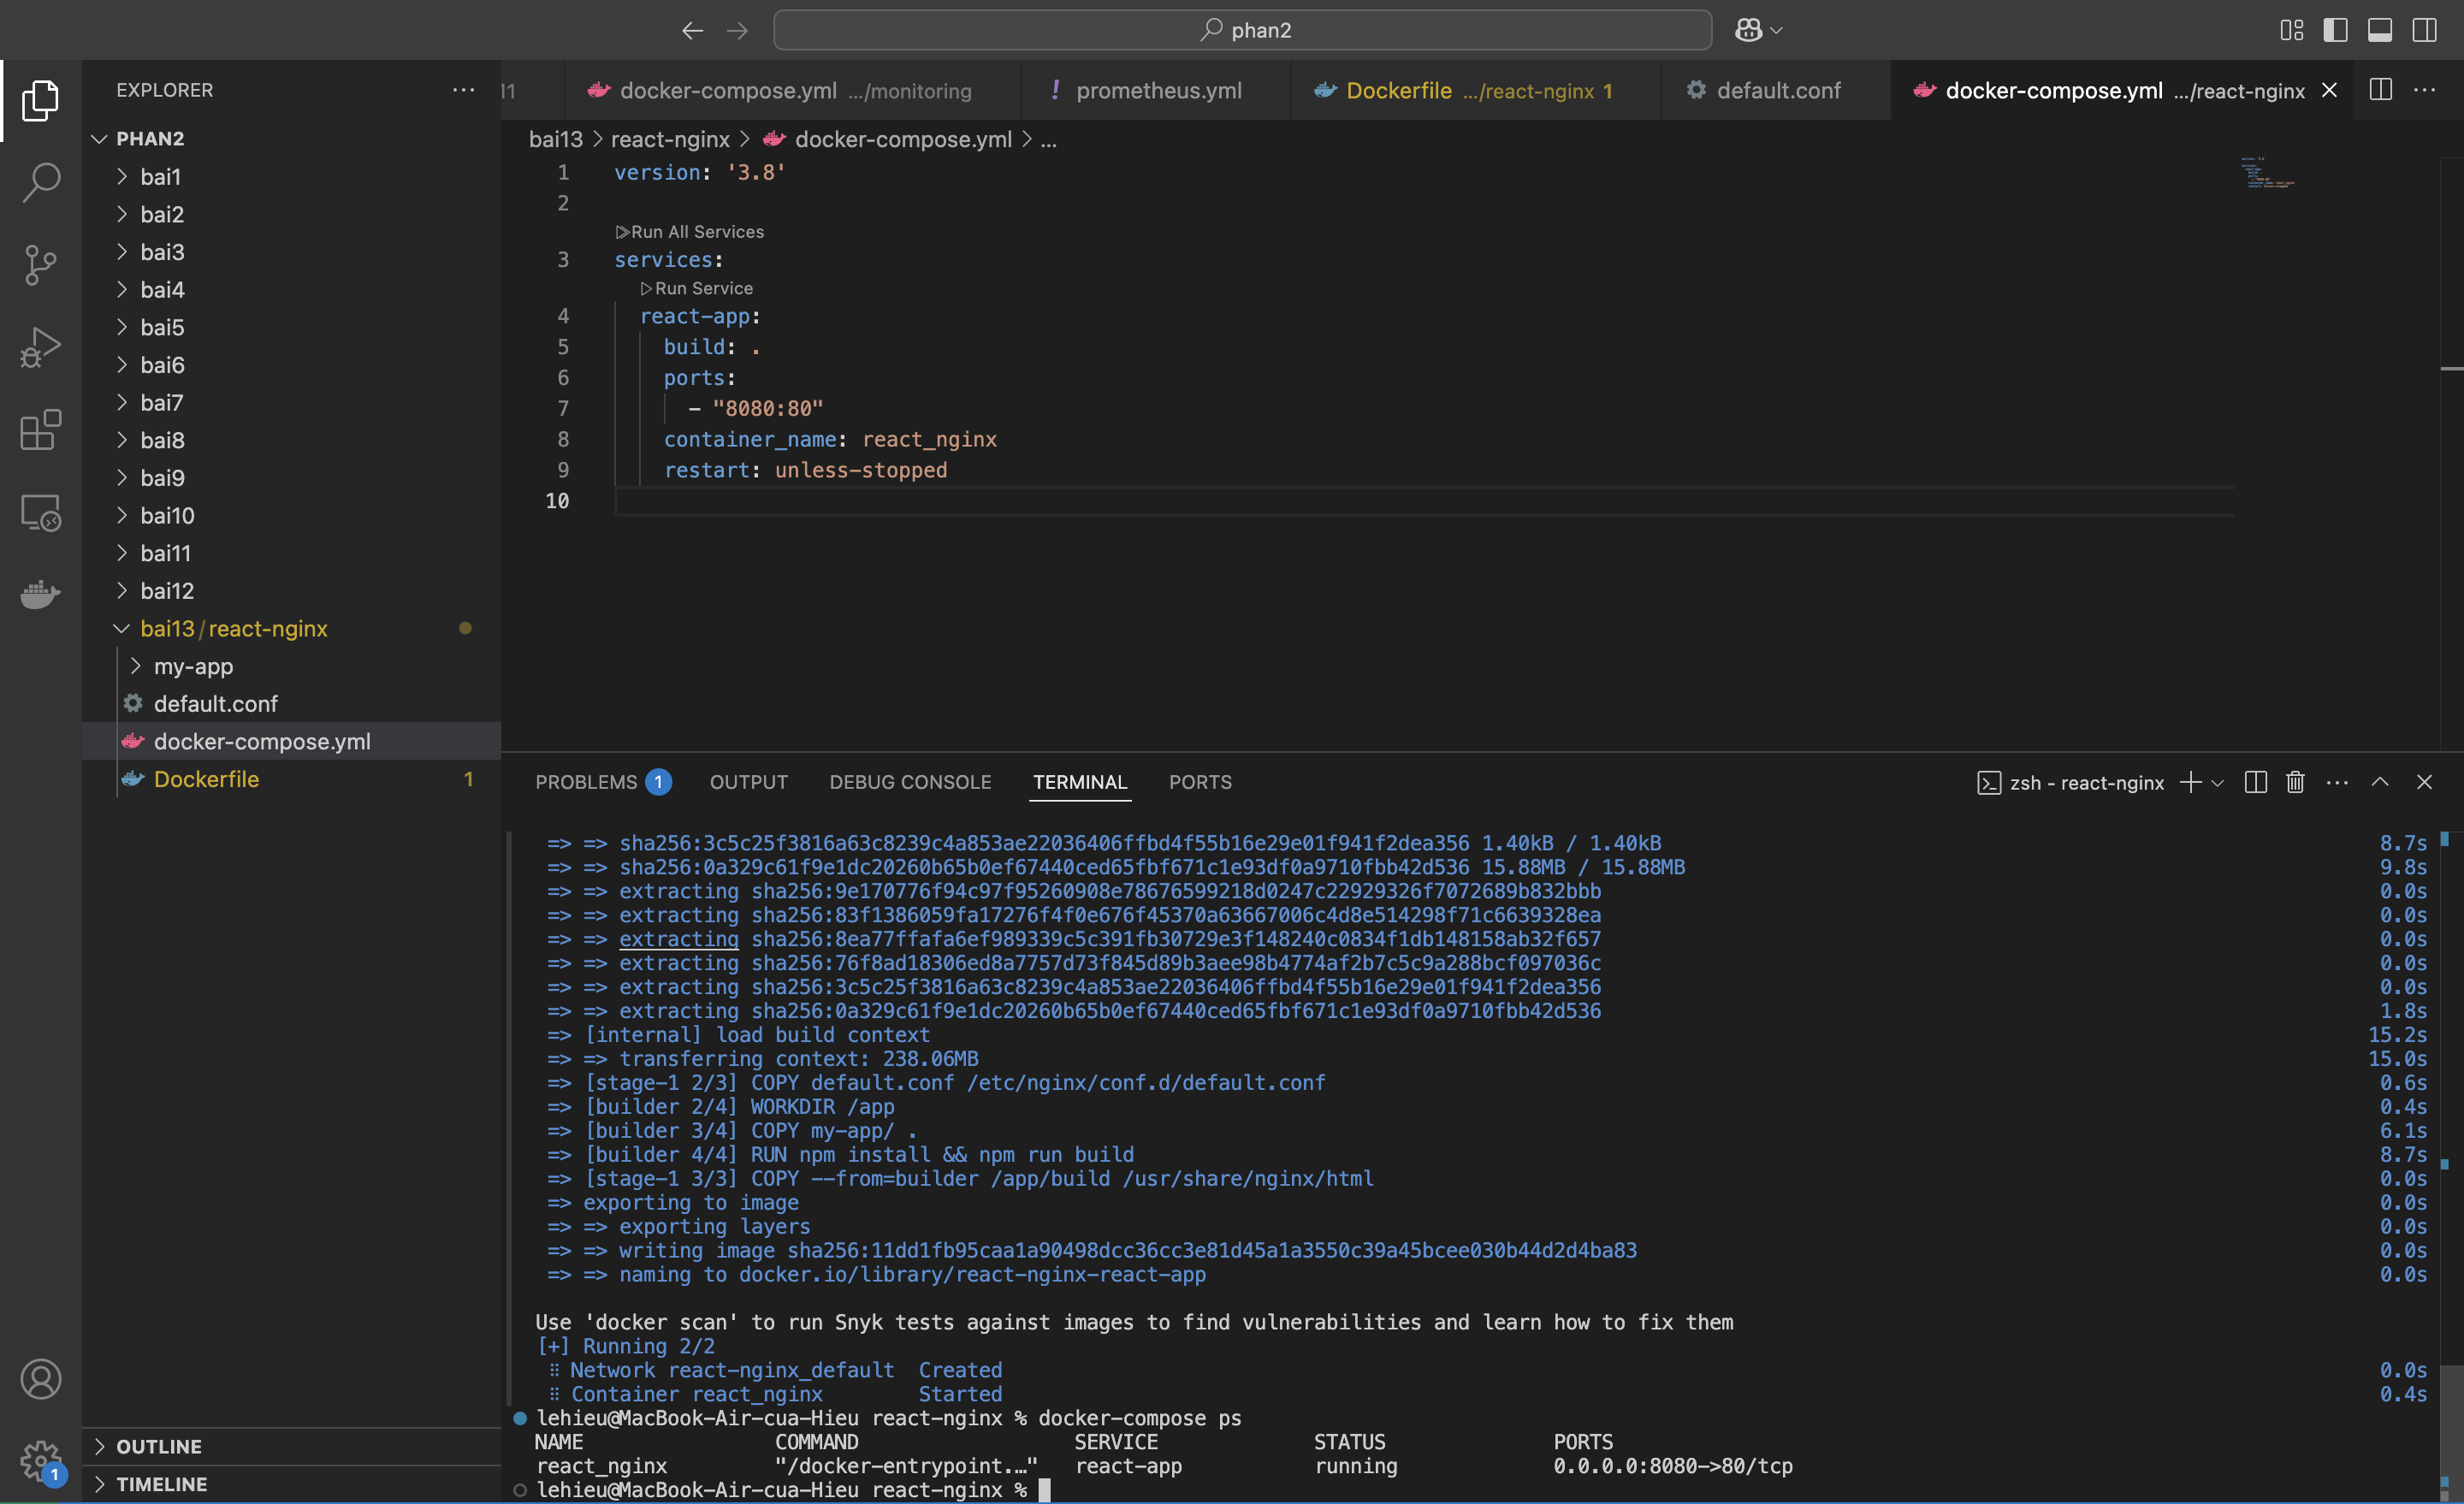 phan2
EXPLORER
PHAN2
bai1
bai2
bai3
bai4
bai5
bai6
bai7
bai8
bai9
bai10
bai11
bai12
bai13/react-nginx
my-app
default.conf
docker-compose.yml
Dockerfile 1
OUTLINE
TIMELINE
1
11 docker-compose.yml .../monitoring prometheus.yml Dockerfile .../react-nginx 1 default.conf docker-compose.yml .../react-nginx
bai13 > react-nginx > docker-compose.yml > ...
1 version: '3.8'
2
Run All Services
3 services:
Run Service
4 react-app:
5 build: .
6 ports:
7 - "8080:80"
8 container_name: react_nginx
9 restart: unless-stopped
10
PROBLEMS 1 OUTPUT DEBUG CONSOLE TERMINAL PORTS zsh - react-nginx
=> => sha256:3c5c25f3816a63c8239c4a853ae22036406ffbd4f55b16e29e01f941f2dea356 1.40kB / 1.40kB 8.7s
=> => sha256:0a329c61f9e1dc20260b65b0ef67440ced65fbf671c1e93df0a9710fbb42d536 15.88MB / 15.88MB 9.8s
=> => extracting sha256:9e170776f94c97f95260908e78676599218d0247c22929326f7072689b832bbb 0.0s
=> => extracting sha256:83f1386059fa17276f4f0e676f45370a63667006c4d8e514298f71c6639328ea 0.0s
=> => extracting sha256:8ea77ffafa6ef989339c5c391fb30729e3f148240c0834f1db148158ab32f657 0.0s
=> => extracting sha256:76f8ad18306ed8a7757d73f845d89b3aee98b4774af2b7c5c9a288bcf097036c 0.0s
=> => extracting sha256:3c5c25f3816a63c8239c4a853ae22036406ffbd4f55b16e29e01f941f2dea356 0.0s
=> => extracting sha256:0a329c61f9e1dc20260b65b0ef67440ced65fbf671c1e93df0a9710fbb42d536 1.8s
=> [internal] load build context 15.2s
=> => transferring context: 238.06MB 15.0s
=> [stage-1 2/3] COPY default.conf /etc/nginx/conf.d/default.conf 0.6s
=> [builder 2/4] WORKDIR /app 0.4s
=> [builder 3/4] COPY my-app/ . 6.1s
=> [builder 4/4] RUN npm install && npm run build 8.7s
=> [stage-1 3/3] COPY --from=builder /app/build /usr/share/nginx/html 0.0s
=> exporting to image 0.0s
=> => exporting layers 0.0s
=> => writing image sha256:11dd1fb95caa1a90498dcc36cc3e81d45a1a3550c39a45bcee030b44d2d4ba83 0.0s
=> => naming to docker.io/library/react-nginx-react-app 0.0s
Use 'docker scan' to run Snyk tests against images to find vulnerabilities and learn how to fix them
[+] Running 2/2
⠿ Network react-nginx_default Created 0.0s
⠿ Container react_nginx Started 0.4s
lehieu@MacBook-Air-cua-Hieu react-nginx % docker-compose ps
NAME COMMAND SERVICE STATUS PORTS
react_nginx "/docker-entrypoint.…" react-app running 0.0.0.0:8080->80/tcp
lehieu@MacBook-Air-cua-Hieu react-nginx %